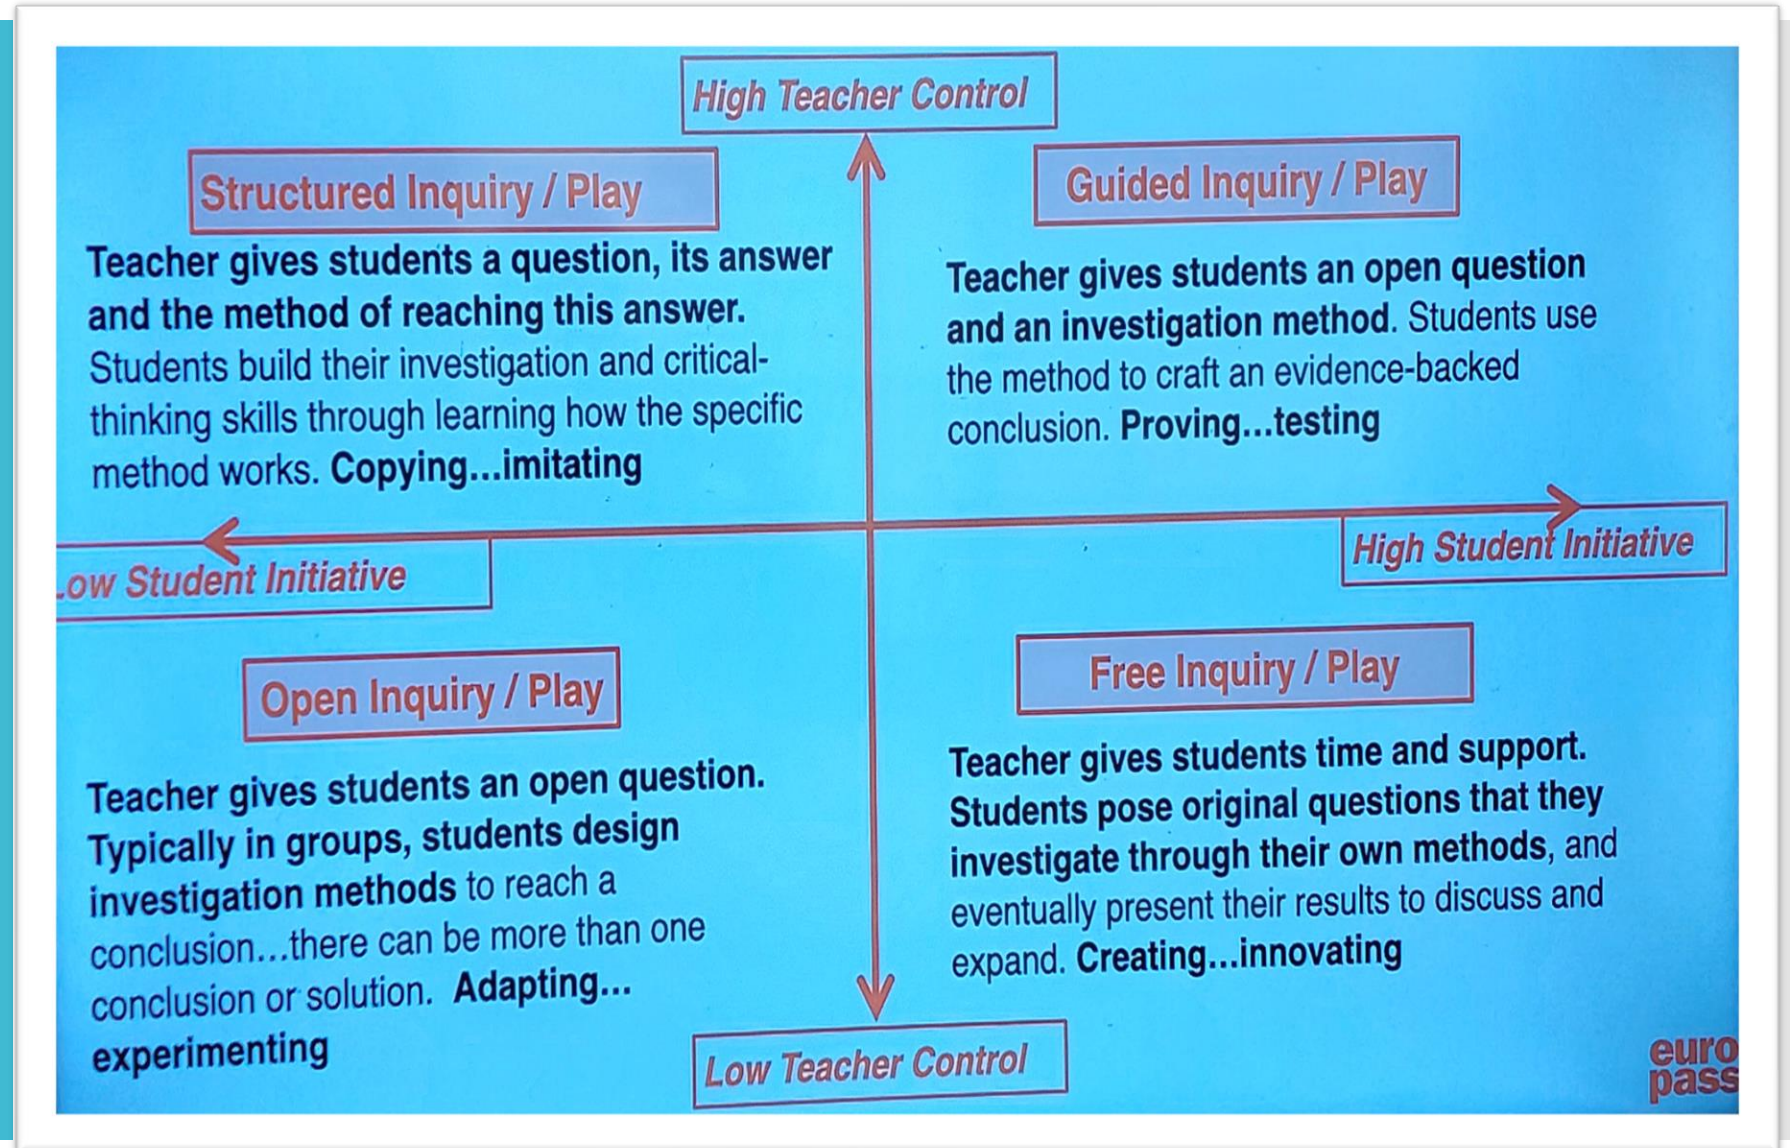 High Teacher Control
Structured Inquiry / Play
Teacher gives students a question, its answer
and the method of reaching this answer.
Students build their investigation and critical-
thinking skills through learning how the specific
method works. Copying...imitating
Guided Inquiry / Play
Teacher gives students an open question
and an investigation method. Students use
the method to craft an evidence-backed
conclusion. Proving...testing
Low Student Initiative
High Student Initiative
Open Inquiry / Play
Teacher gives students an open question.
Typically in groups, students design
investigation methods to reach a
conclusion...there can be more than one
conclusion or solution. Adapting...
experimenting
Free Inquiry / Play
Teacher gives students time and support.
Students pose original questions that they
investigate through their own methods, and
eventually present their results to discuss and
expand. Creating...innovating
Low Teacher Control
euro
pass